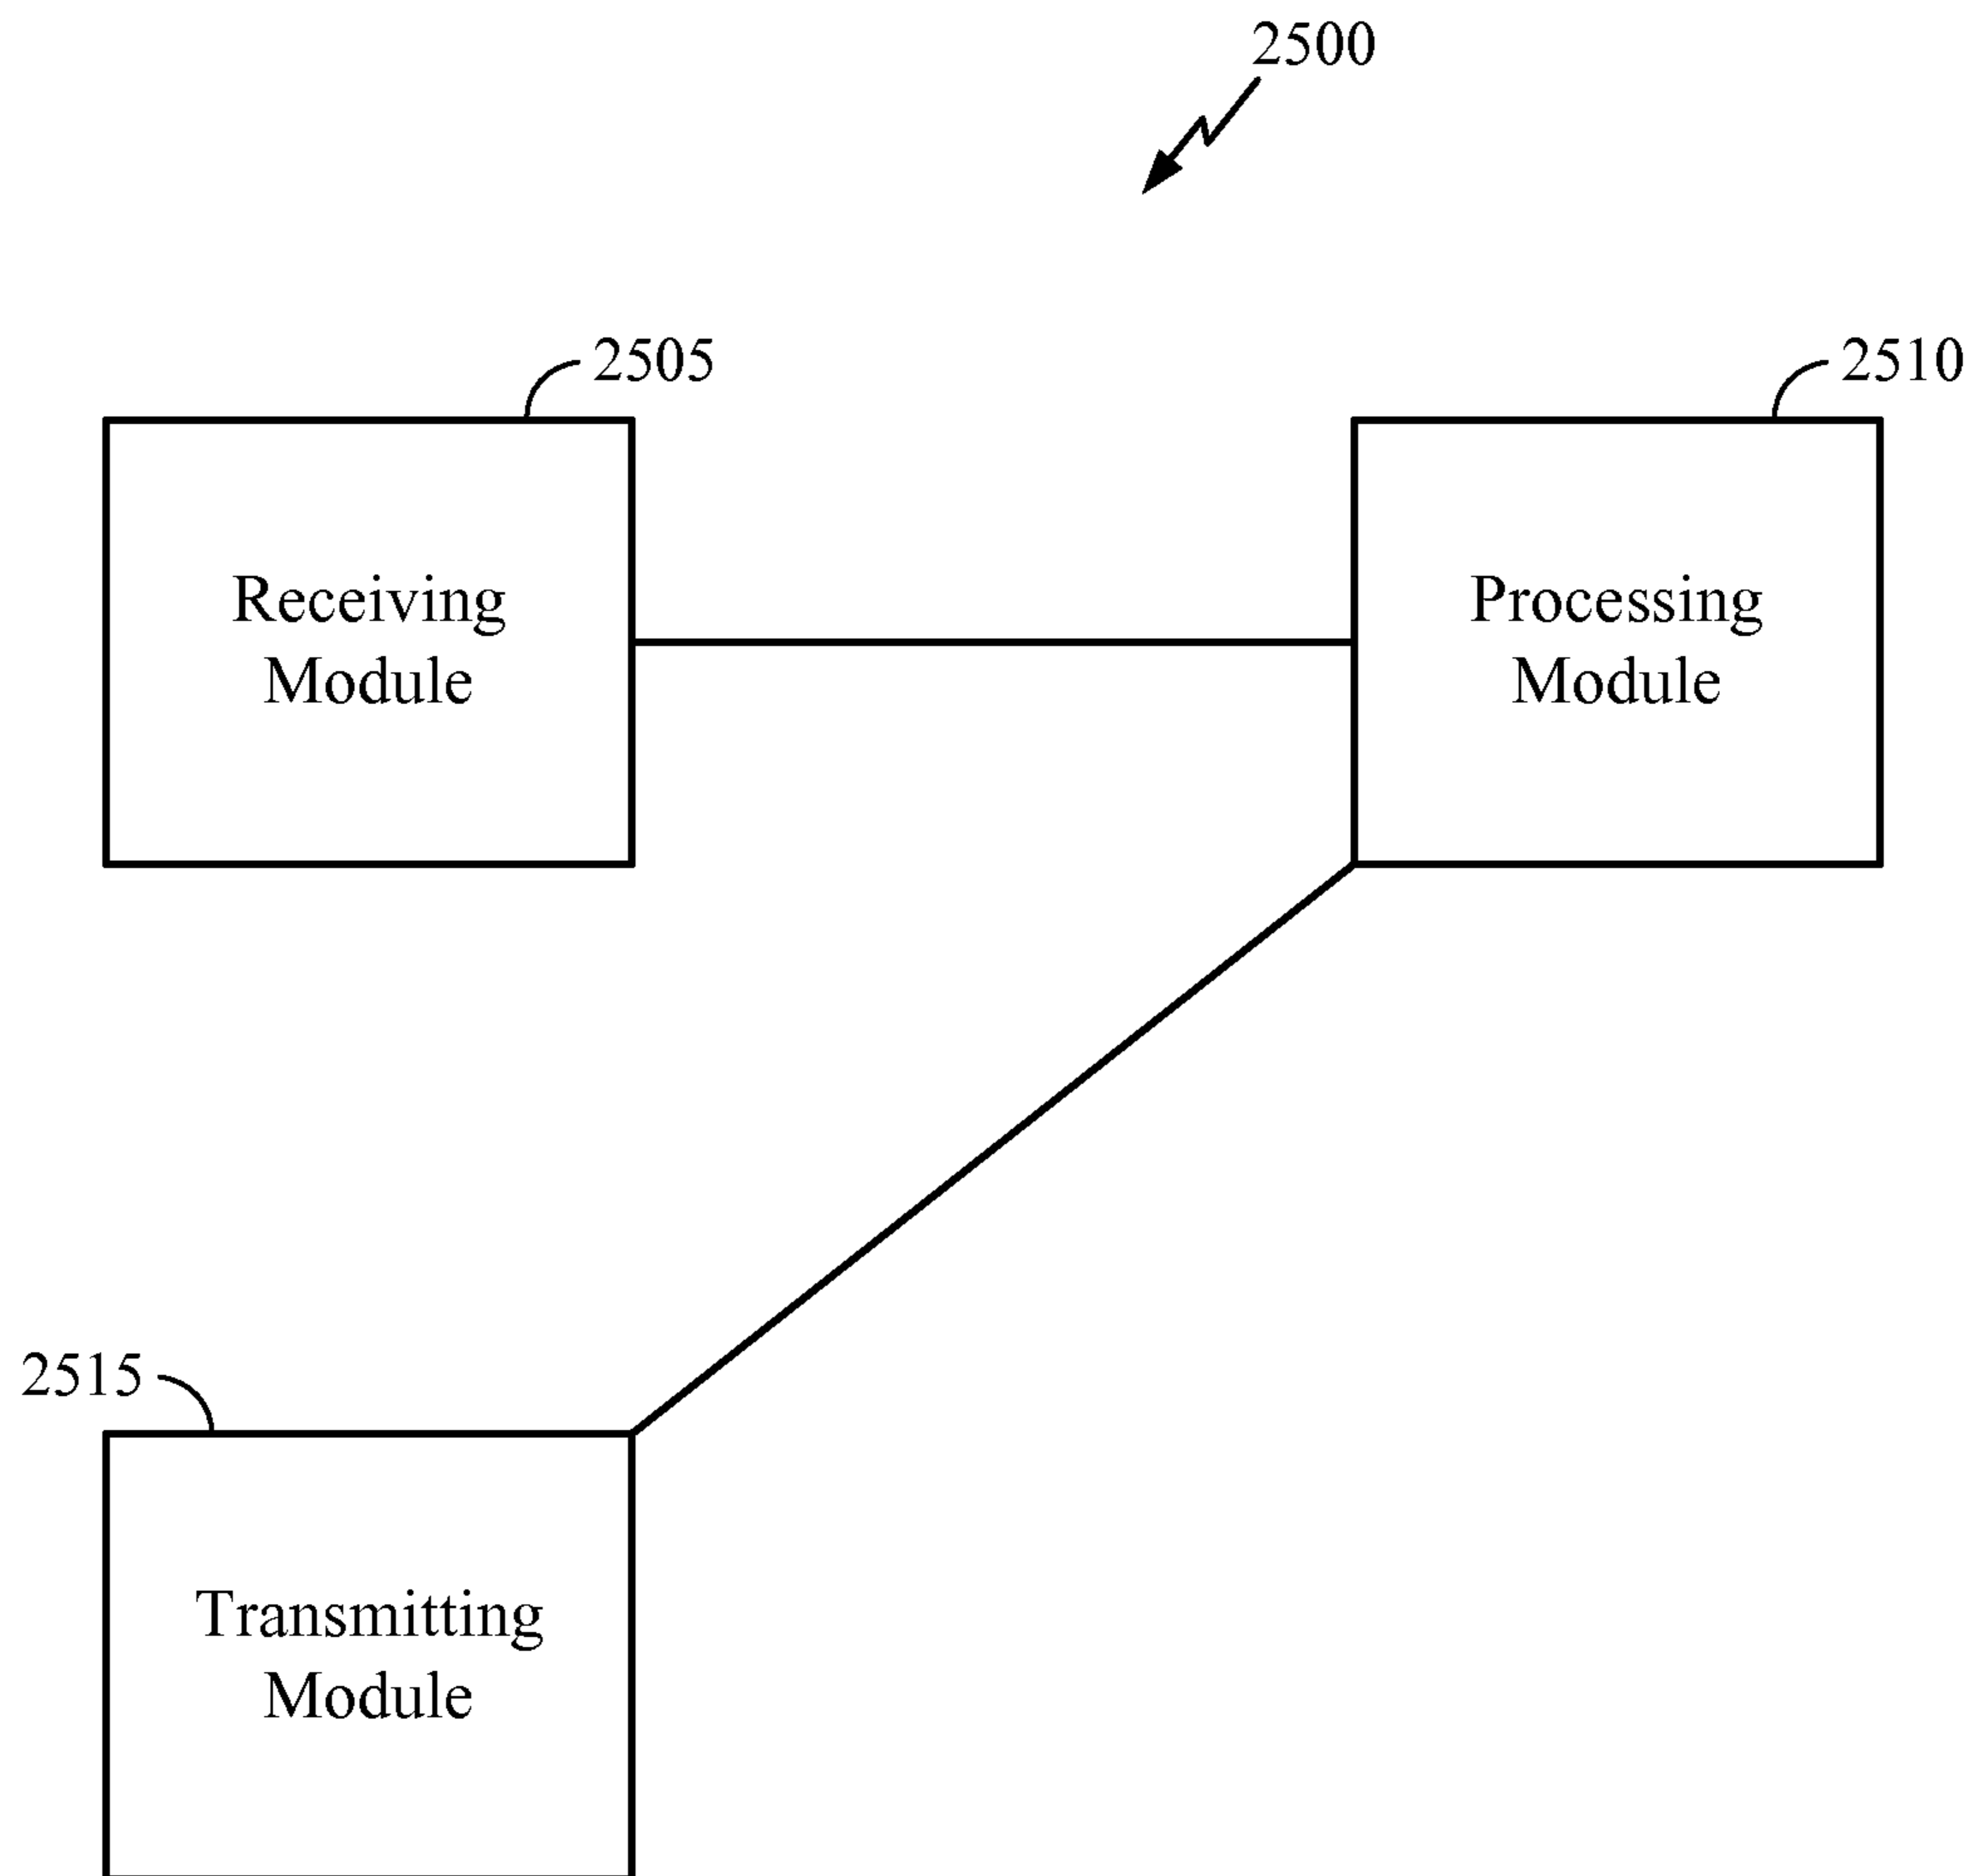 2500
2505
2510
Receiving
Module
Processing
Module
2515
Transmitting
Module